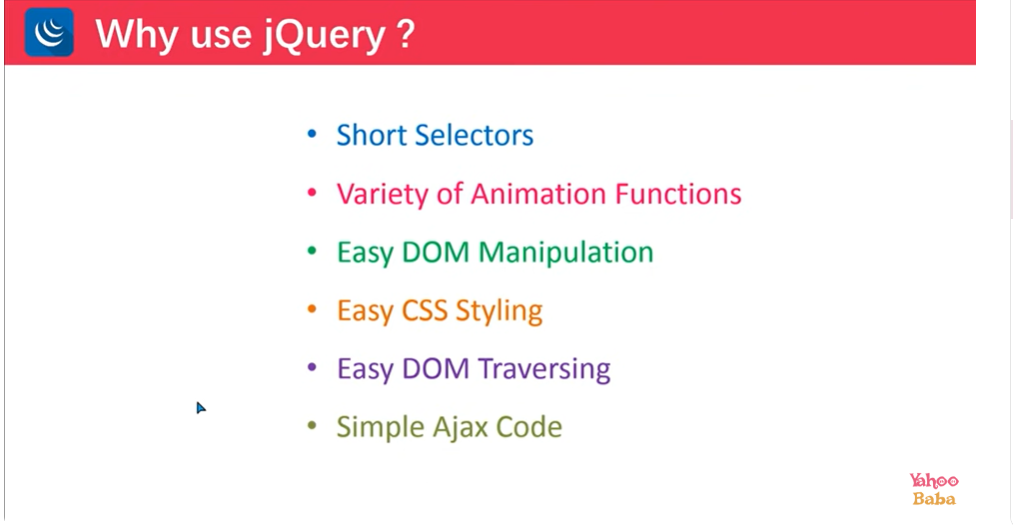 Why use jQuery ?
• Short Selectors
• Variety of Animation Functions
• Easy DOM Manipulation
• Easy CSS Styling
• Easy DOM Traversing
• Simple Ajax Code
Yahoo
Baba